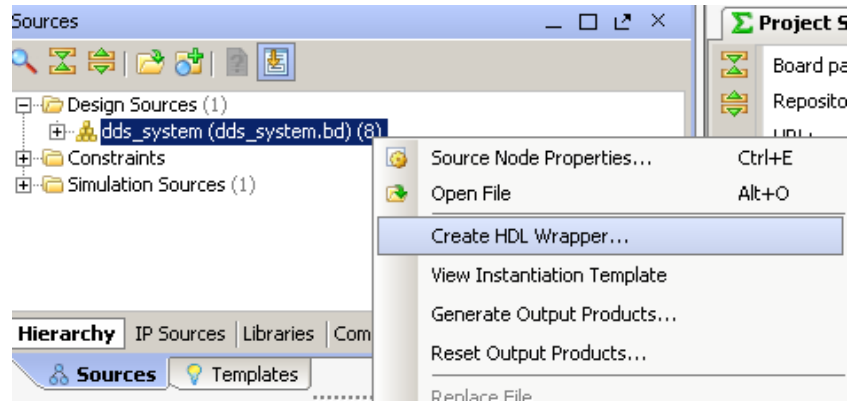 Sources
Project S
Board pa
Reposito
Design Sources (1)
dds_system (dds_system.bd) (8)
Constraints
Simulation Sources (1)
Source Node Properties... Ctrl+E
Open File Alt+O
Create HDL Wrapper...
View Instantiation Template
Generate Output Products...
Reset Output Products...
Replace File
Hierarchy IP Sources Libraries Com
Sources Templates